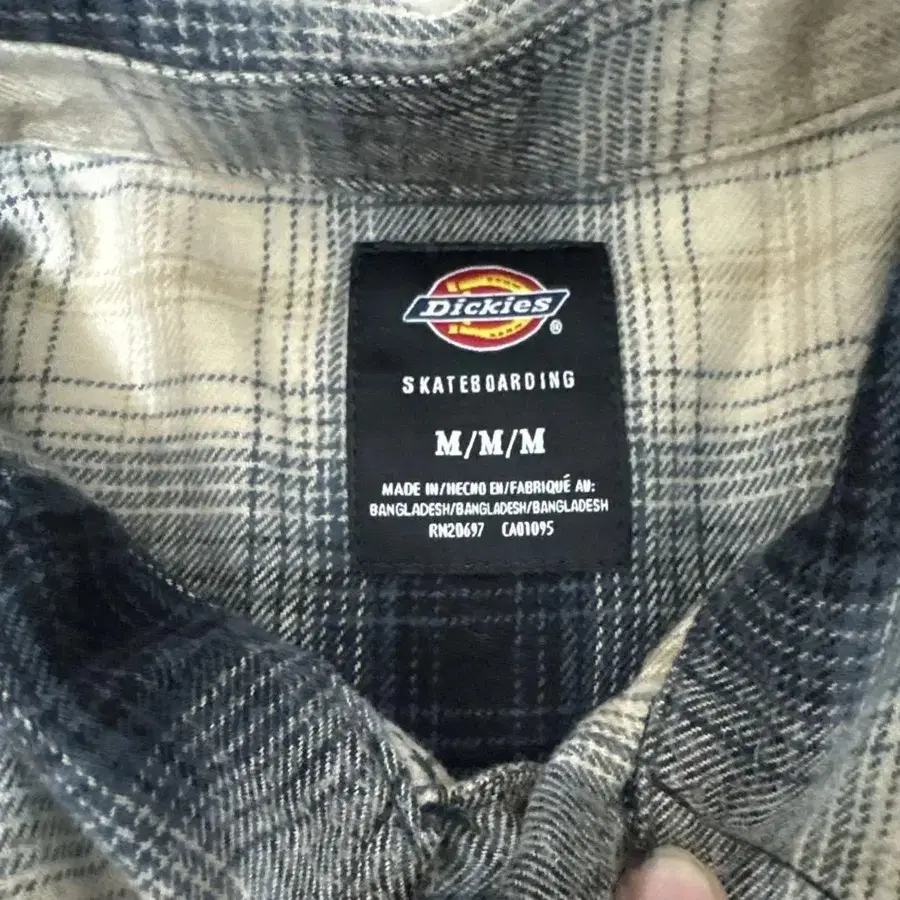 Dickies®
SKATEBOARDING
M/M/M
MADE IN/HECHO EN/FABRIQUÉ AU:
BANGLADESH/BANGLADESH/BANGLADESH
RN20697 CA01095